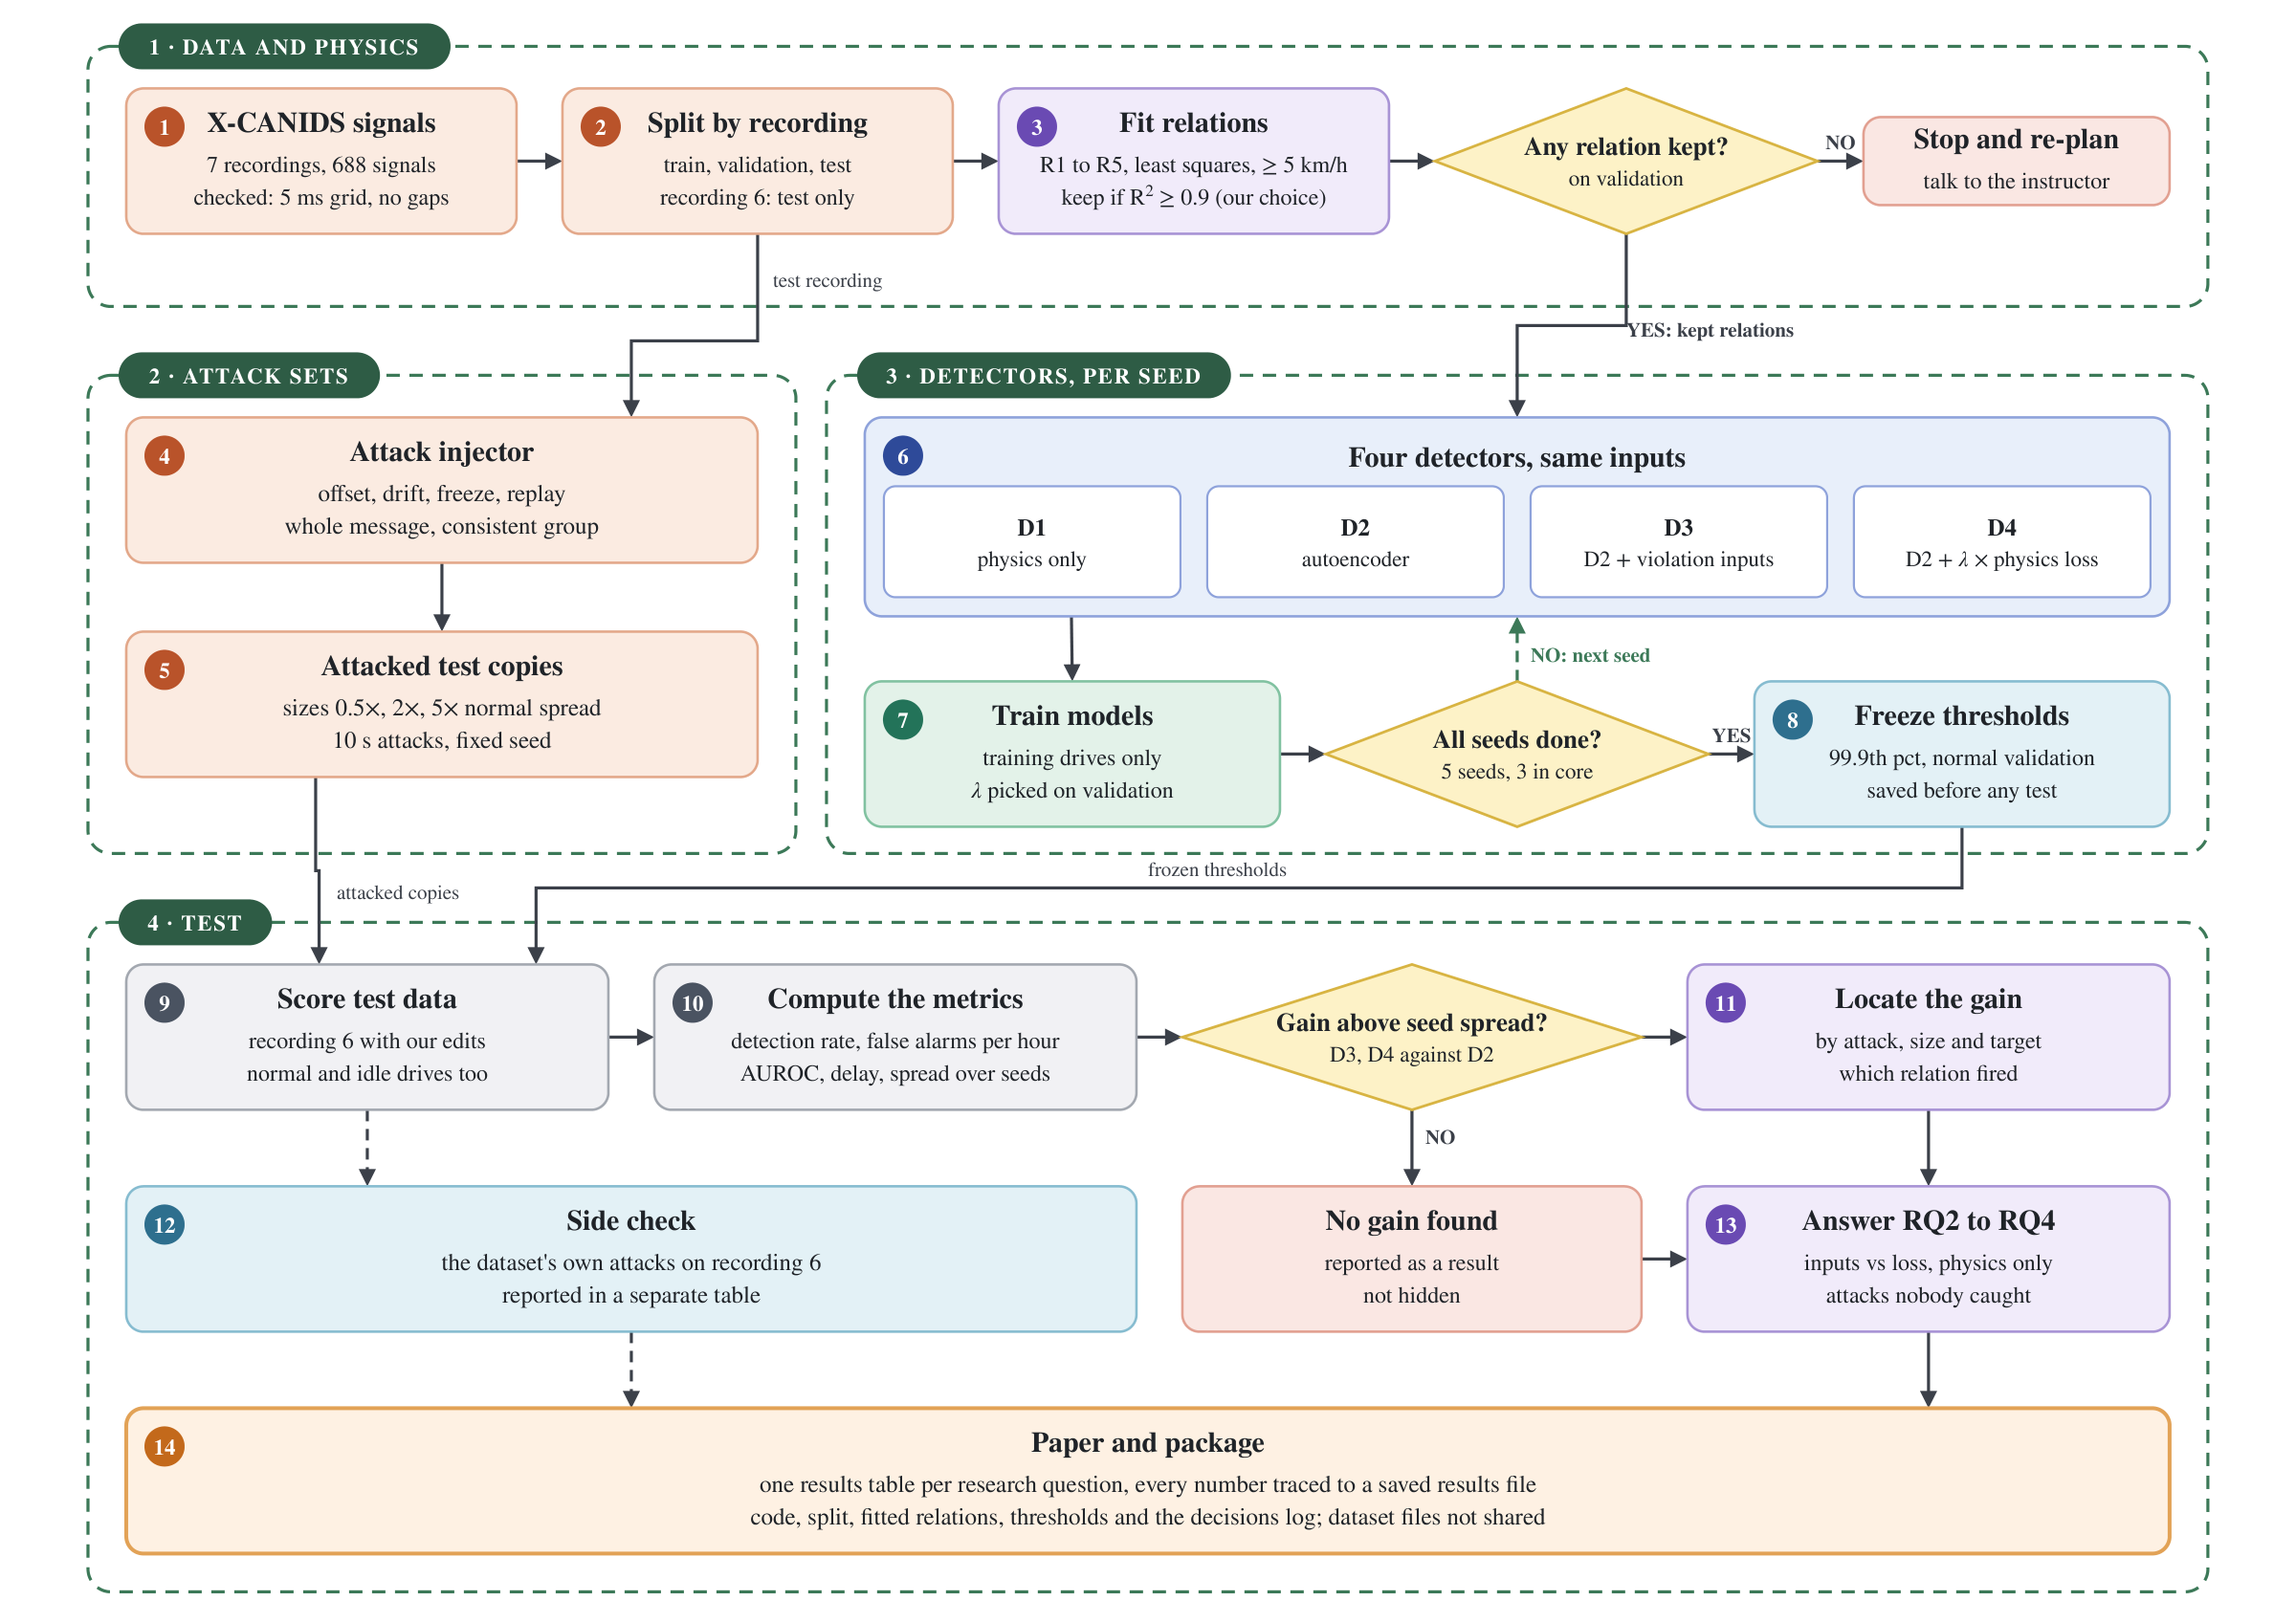 1 · DATA AND PHYSICS
1
X-CANIDS signals
7 recordings, 688 signals
checked: 5 ms grid, no gaps
2
Split by recording
train, validation, test
recording 6: test only
3
Fit relations
R1 to R5, least squares, ≥ 5 km/h
keep if R² ≥ 0.9 (our choice)
Any relation kept?
on validation
NO
Stop and re-plan
talk to the instructor
test recording
YES: kept relations
2 · ATTACK SETS
4
Attack injector
offset, drift, freeze, replay
whole message, consistent group
5
Attacked test copies
sizes 0.5×, 2×, 5× normal spread
10 s attacks, fixed seed
attacked copies
3 · DETECTORS, PER SEED
6
Four detectors, same inputs
D1
physics only
D2
autoencoder
D3
D2 + violation inputs
D4
D2 + λ × physics loss
NO: next seed
7
Train models
training drives only
λ picked on validation
All seeds done?
5 seeds, 3 in core
YES
8
Freeze thresholds
99.9th pct, normal validation
saved before any test
frozen thresholds
4 · TEST
9
Score test data
recording 6 with our edits
normal and idle drives too
10
Compute the metrics
detection rate, false alarms per hour
AUROC, delay, spread over seeds
Gain above seed spread?
D3, D4 against D2
11
Locate the gain
by attack, size and target
which relation fired
NO
12
Side check
the dataset's own attacks on recording 6
reported in a separate table
No gain found
reported as a result
not hidden
13
Answer RQ2 to RQ4
inputs vs loss, physics only
attacks nobody caught
14
Paper and package
one results table per research question, every number traced to a saved results file
code, split, fitted relations, thresholds and the decisions log; dataset files not shared